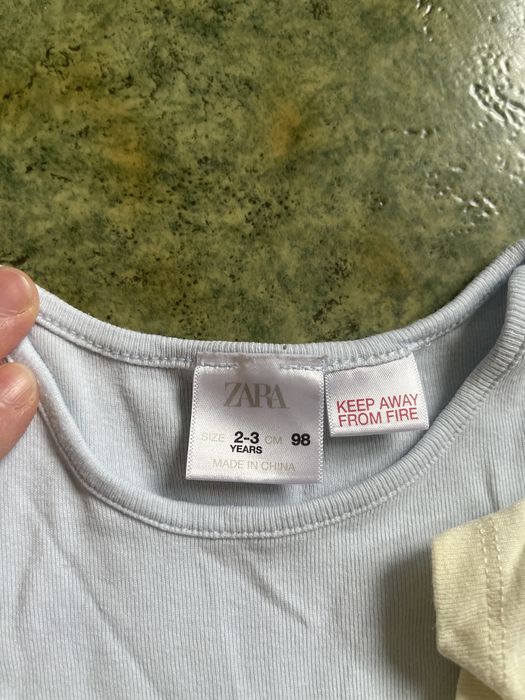 ZARA
SIZE 2-3 CM 98
YEARS
MADE IN CHINA
KEEP AWAY
FROM FIRE